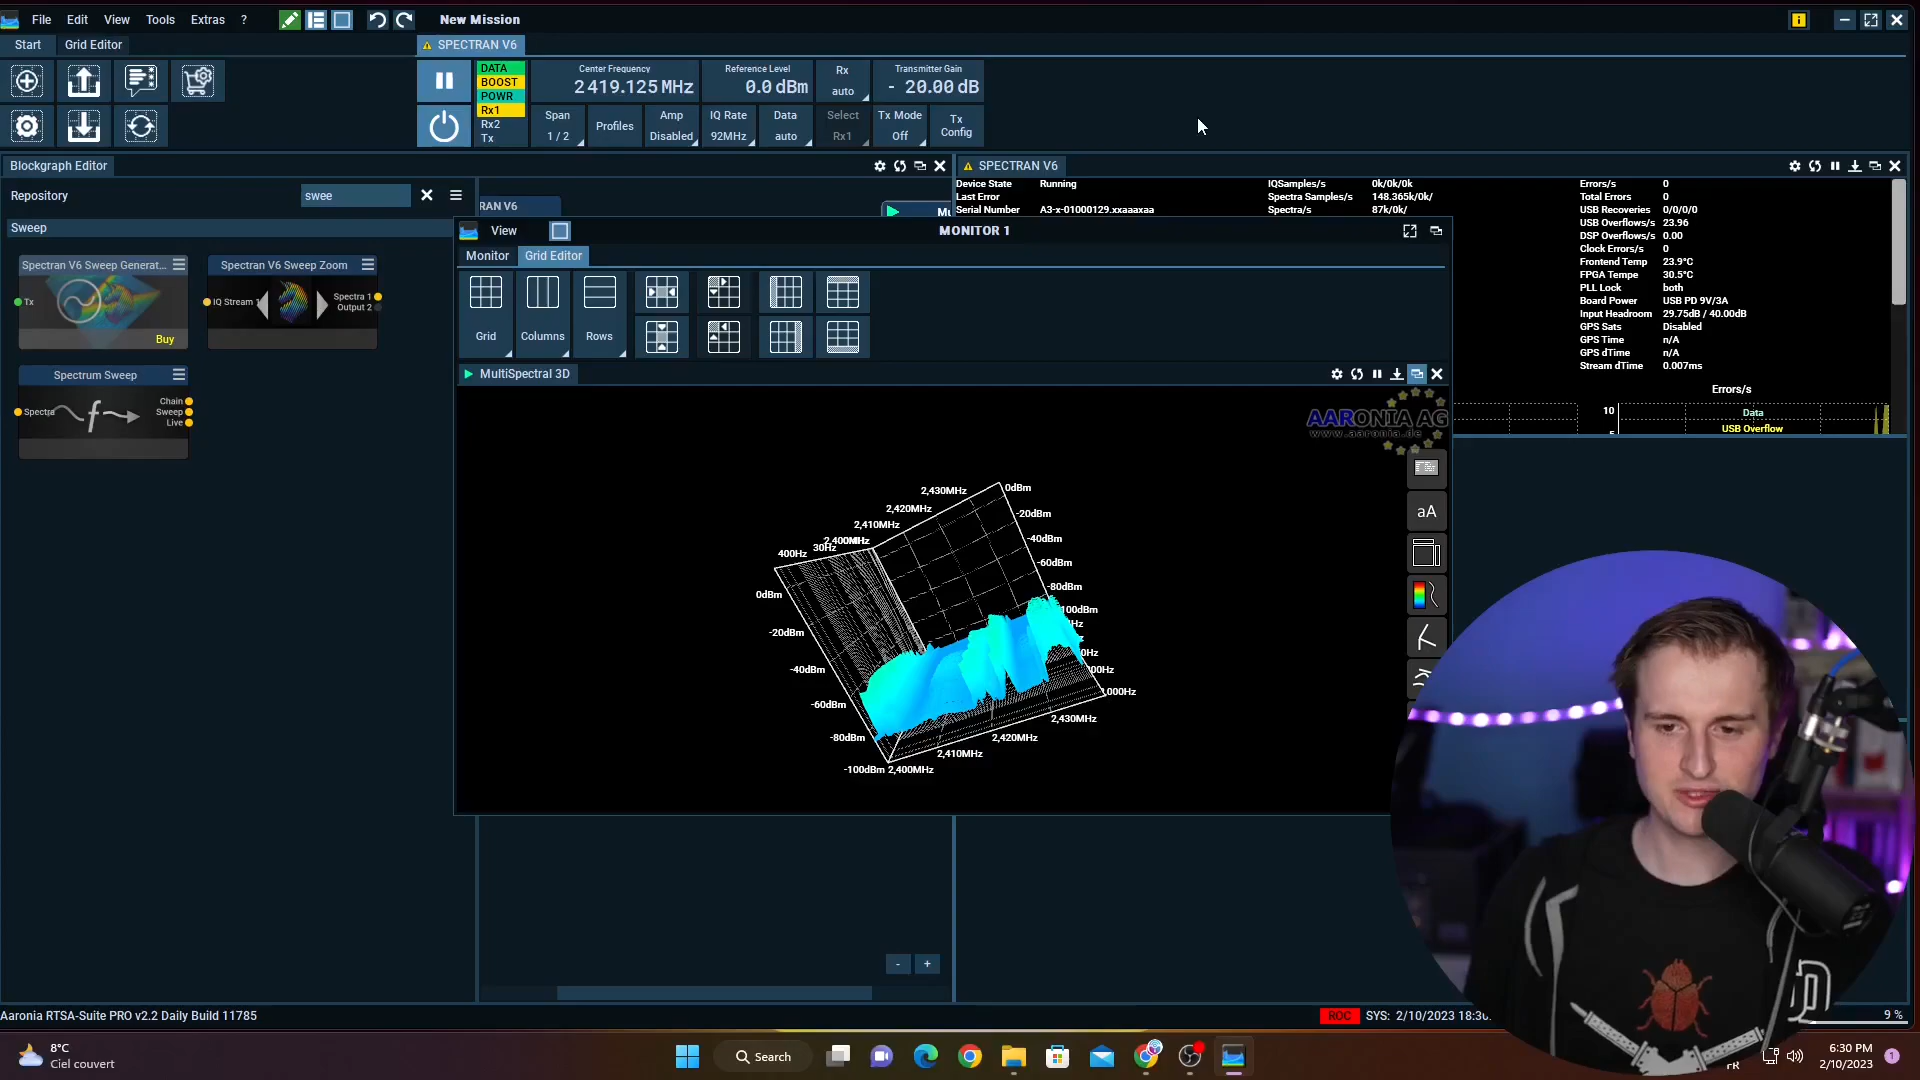 File Edit View Tools Extras ? New Mission
Start Grid Editor SPECTRAN V6
DATA
BOOST
POWR
Rx1
Rx2
Tx
Center Frequency
2 419.125 MHz
Reference Level
0.0 dBm
Rx
auto
Transmitter Gain
- 20.00 dB
Span
1 / 2
Profiles
Amp
Disabled
IQ Rate
92MHz
Data
auto
Select
Rx1
Tx Mode
Off
Tx
Config
Blockgraph Editor
Repository swee
Sweep
Spectran V6 Sweep Generat...
Tx
Buy
Spectran V6 Sweep Zoom
IQ Stream 1
Spectra 1
Output 2
Spectrum Sweep
Spectra
Chain
Sweep
Live
RAN V6
Mu
SPECTRAN V6
Device State Running IQSamples/s 0k/0k/0k Errors/s 0
Last Error Spectra Samples/s 148.365k/0k/ Total Errors 0
Serial Number A3-x-01000129.xxaaaxaa Spectra/s 87k/0k/ USB Recoveries 0/0/0/0
USB Overflows/s 23.96
DSP Overflows/s 0.00
Clock Errors/s 0
Frontend Temp 23.9°C
FPGA Tempe 30.5°C
PLL Lock both
Board Power USB PD 9V/3A
Input Headroom 29.75dB / 40.00dB
GPS Sats Disabled
GPS Time n/A
GPS dTime n/A
Stream dTime 0.007ms
Errors/s
10
Data
USB Overflow
View MONITOR 1
Monitor Grid Editor
Grid Columns Rows
MultiSpectral 3D
AARONIA AG
www.aaronia.de
aA
2,430MHz 0dBm
2,420MHz -20dBm
2,410MHz
2,400MHz -40dBm
400Hz 30Hz
-60dBm
0dBm -80dBm
-20dBm
-40dBm
-60dBm 2,430MHz
-80dBm 2,420MHz
2,410MHz
-100dBm 2,400MHz
- +
Aaronia RTSA-Suite PRO v2.2 Daily Build 11785
ROC SYS: 2/10/2023 18:30:
9 %
8°C
Ciel couvert
Search
6:30 PM
2/10/2023
1